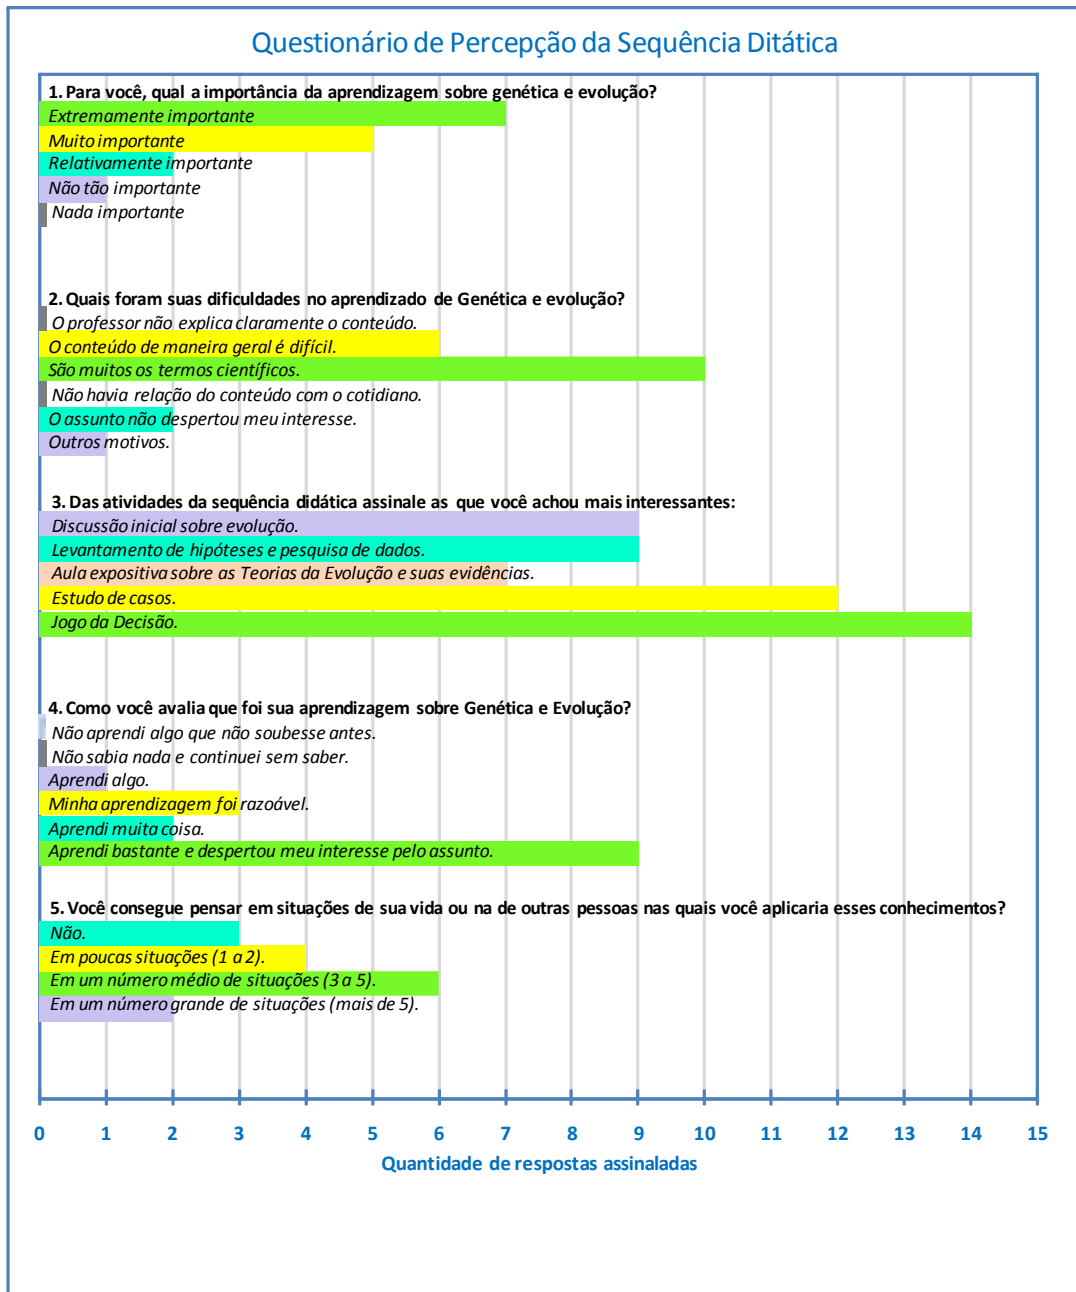 Questionário de Percepção da Sequência Ditática
1. Para você, qual a importância da aprendizagem sobre genética e evolução?
Extremamente importante
Muito importante
Relativamente importante
Não tão importante
Nada importante
2. Quais foram suas dificuldades no aprendizado de Genética e evolução?
O professor não explica claramente o conteúdo.
O conteúdo de maneira geral é difícil.
São muitos os termos científicos.
Não havia relação do conteúdo com o cotidiano.
O assunto não despertou meu interesse.
Outros motivos.
3. Das atividades da sequência didática assinale as que você achou mais interessantes:
Discussão inicial sobre evolução.
Levantamento de hipóteses e pesquisa de dados.
Aula expositiva sobre as Teorias da Evolução e suas evidências.
Estudo de casos.
Jogo da Decisão.
4. Como você avalia que foi sua aprendizagem sobre Genética e Evolução?
Não aprendi algo que não soubesse antes.
Não sabia nada e continuei sem saber.
Aprendi algo.
Minha aprendizagem foi razoável.
Aprendi muita coisa.
Aprendi bastante e despertou meu interesse pelo assunto.
5. Você consegue pensar em situações de sua vida ou na de outras pessoas nas quais você aplicaria esses conhecimentos?
Não.
Em poucas situações (1 a 2).
Em um número médio de situações (3 a 5).
Em um número grande de situações (mais de 5).
0 1 2 3 4 5 6 7 8 9 10 11 12 13 14 15
Quantidade de respostas assinaladas